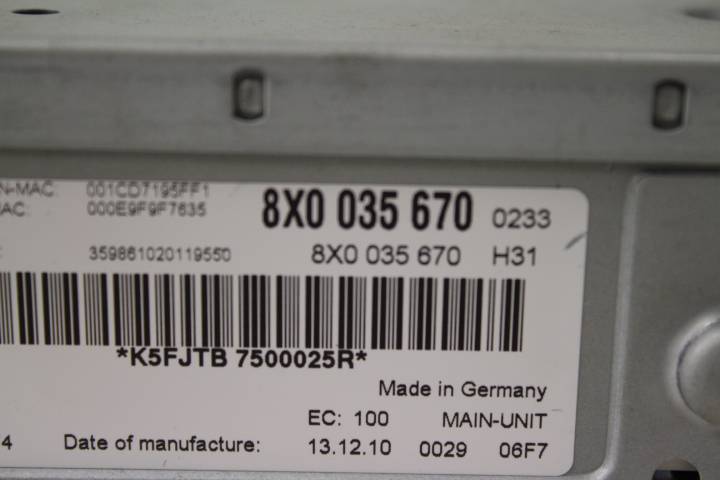 N-MAC: 001CD7195FF1
AC: 000E9F9F7635
8X0 035 670 0233
: 359861020119550 8X0 035 670 H31
*K5FJTB 7500025R*
Made in Germany
EC: 100 MAIN-UNIT
4 Date of manufacture: 13.12.10 0029 06F7